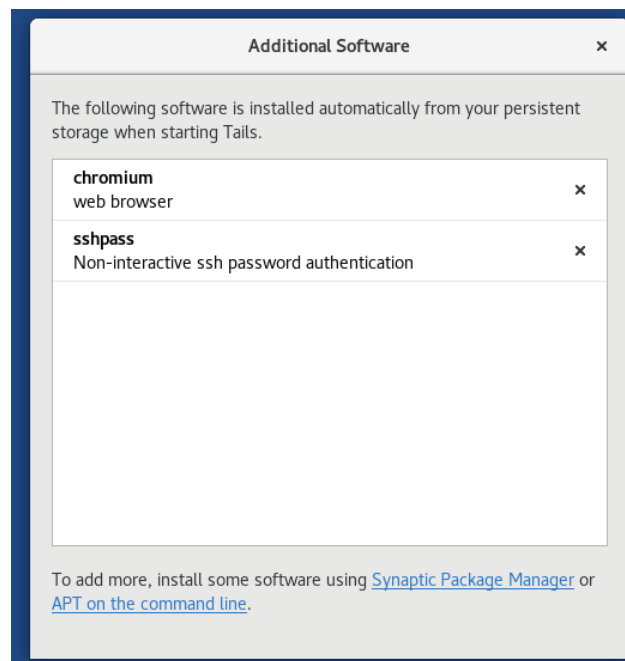 Additional Software
The following software is installed automatically from your persistent
storage when starting Tails.
chromium
web browser
sshpass
Non-interactive ssh password authentication
To add more, install some software using Synaptic Package Manager or
APT on the command line.